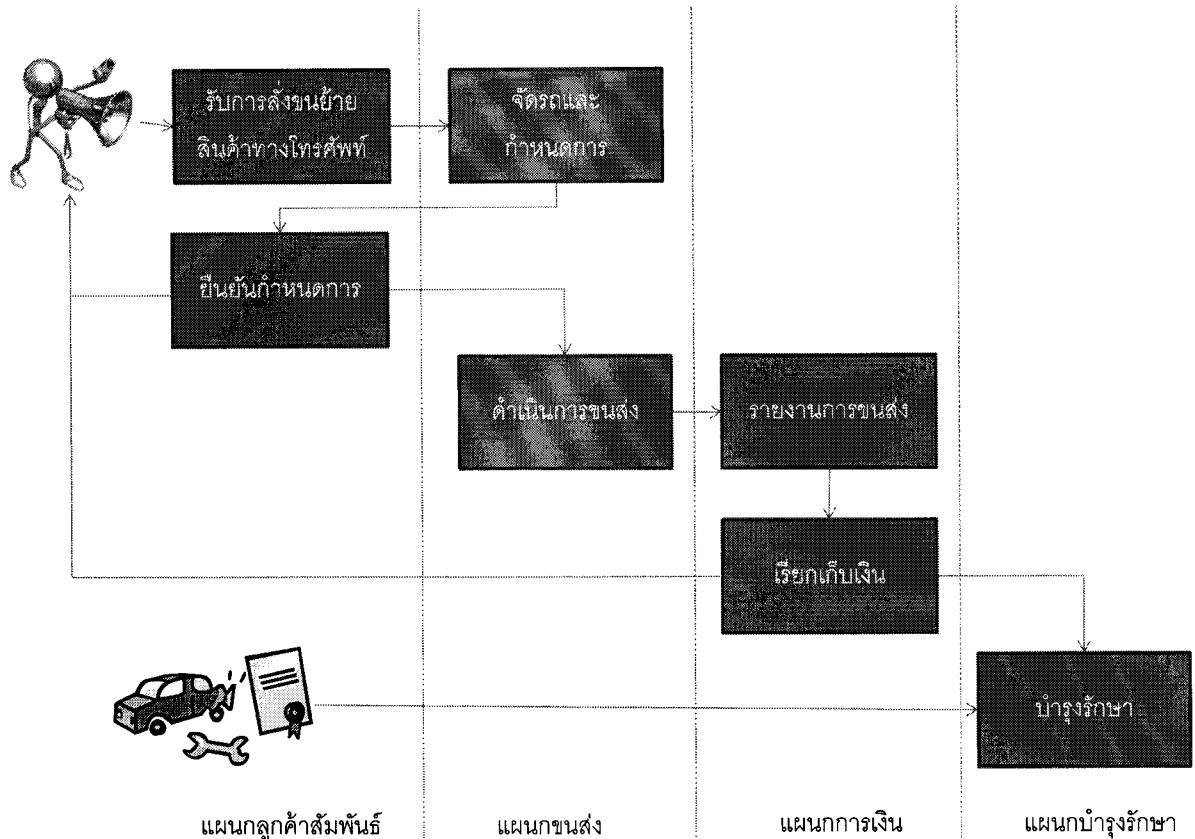 รับการสั่งขนย้าย
สินค้าทางโทรศัพท์
จัดรถและ
กำหนดการ
ยืนยันกำหนดการ
ดำเนินการขนส่ง
รายงานการขนส่ง
เรียกเก็บเงิน
บำรุงรักษา
แผนกลูกค้าสัมพันธ์
แผนกขนส่ง
แผนกการเงิน
แผนกบำรุงรักษา